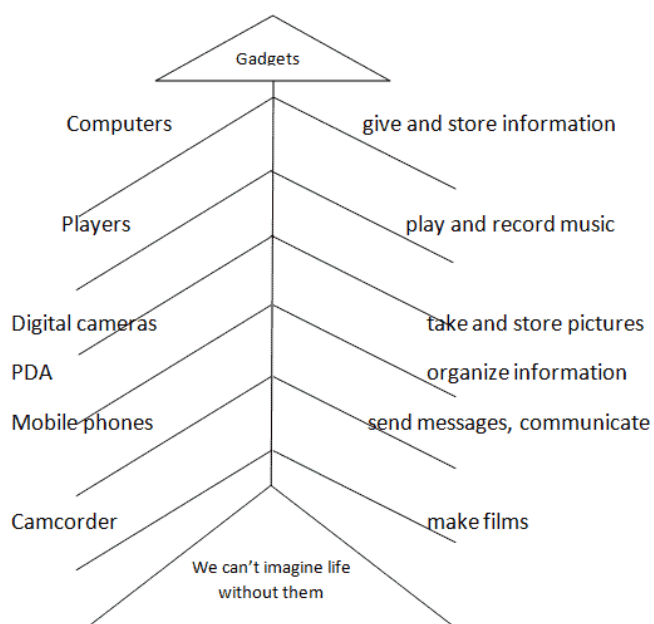 Gadgets
Computers
give and store information
Players
play and record music
Digital cameras
take and store pictures
PDA
organize information
Mobile phones
send messages, communicate
Camcorder
make films
We can't imagine life
without them